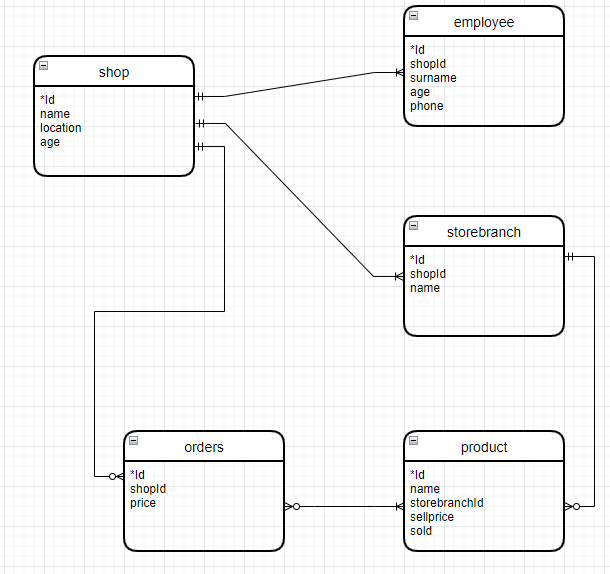 employee
*Id
shopId
surname
age
phone
shop
*Id
name
location
age
storebranch
*Id
shopId
name
orders
*Id
shopId
price
product
*Id
name
storebranchId
sellprice
sold